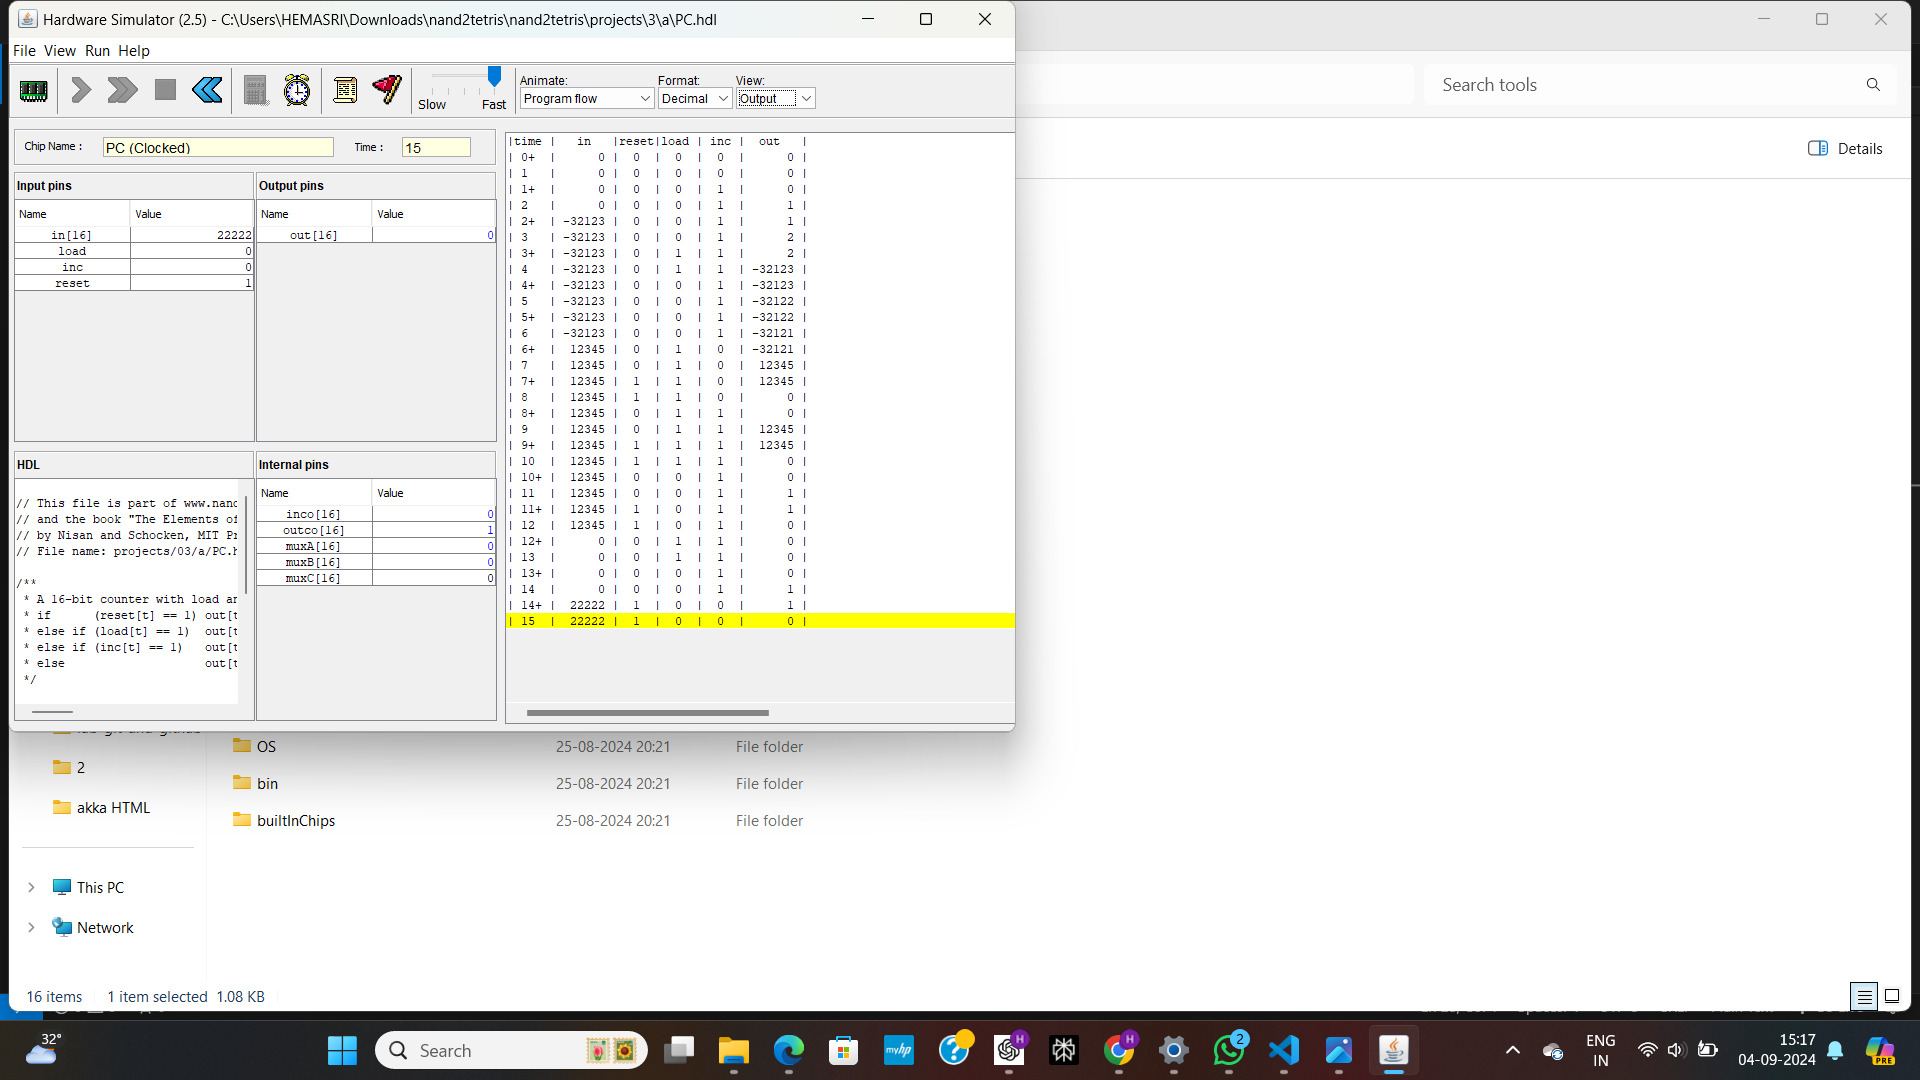 Hardware Simulator (2.5) - C:\Users\HEMASRI\Downloads\nand2tetris\nand2tetris\projects\3\a\PC.hdl
File View Run Help
Slow Fast
Animate: Format: View:
Program flow Decimal Output
Search tools
Details
Chip Name : PC (Clocked) Time : 15
Input pins Output pins
Name Value Name Value
in[16] 22222 out[16] 0
load 0
inc 0
reset 1
HDL Internal pins
Name Value
// This file is part of www.nand
// and the book "The Elements of
// by Nisan and Schocken, MIT Pr
// File name: projects/03/a/PC.h
/**
* A 16-bit counter with load an
* if (reset[t] == 1) out[t
* else if (load[t] == 1) out[t
* else if (inc[t] == 1) out[t
* else out[t
*/
inco[16] 0
outco[16] 1
muxA[16] 0
muxB[16] 0
muxC[16] 0
|time | in |reset|load | inc | out |
| 0+ | 0 | 0 | 0 | 0 | 0 |
| 1 | 0 | 0 | 0 | 0 | 0 |
| 1+ | 0 | 0 | 0 | 1 | 0 |
| 2 | 0 | 0 | 0 | 1 | 1 |
| 2+ | -32123 | 0 | 0 | 1 | 1 |
| 3 | -32123 | 0 | 0 | 1 | 2 |
| 3+ | -32123 | 0 | 1 | 1 | 2 |
| 4 | -32123 | 0 | 1 | 1 | -32123 |
| 4+ | -32123 | 0 | 0 | 1 | -32123 |
| 5 | -32123 | 0 | 0 | 1 | -32122 |
| 5+ | -32123 | 0 | 0 | 1 | -32122 |
| 6 | -32123 | 0 | 0 | 1 | -32121 |
| 6+ | 12345 | 0 | 1 | 0 | -32121 |
| 7 | 12345 | 0 | 1 | 0 | 12345 |
| 7+ | 12345 | 1 | 1 | 0 | 12345 |
| 8 | 12345 | 1 | 1 | 0 | 0 |
| 8+ | 12345 | 0 | 1 | 1 | 0 |
| 9 | 12345 | 0 | 1 | 1 | 12345 |
| 9+ | 12345 | 1 | 1 | 1 | 12345 |
| 10 | 12345 | 1 | 1 | 1 | 0 |
| 10+ | 12345 | 0 | 0 | 1 | 0 |
| 11 | 12345 | 0 | 0 | 1 | 1 |
| 11+ | 12345 | 1 | 0 | 1 | 1 |
| 12 | 12345 | 1 | 0 | 1 | 0 |
| 12+ | 0 | 0 | 1 | 1 | 0 |
| 13 | 0 | 0 | 1 | 1 | 0 |
| 13+ | 0 | 0 | 0 | 1 | 0 |
| 14 | 0 | 0 | 0 | 1 | 1 |
| 14+ | 22222 | 1 | 0 | 0 | 1 |
| 15 | 22222 | 1 | 0 | 0 | 0 |
OS 25-08-2024 20:21 File folder
2
bin 25-08-2024 20:21 File folder
akka HTML
builtInChips 25-08-2024 20:21 File folder
This PC
Network
16 items 1 item selected 1.08 KB
32°
Search
myhp
H
H
2
ENG
IN
15:17
04-09-2024
PRE